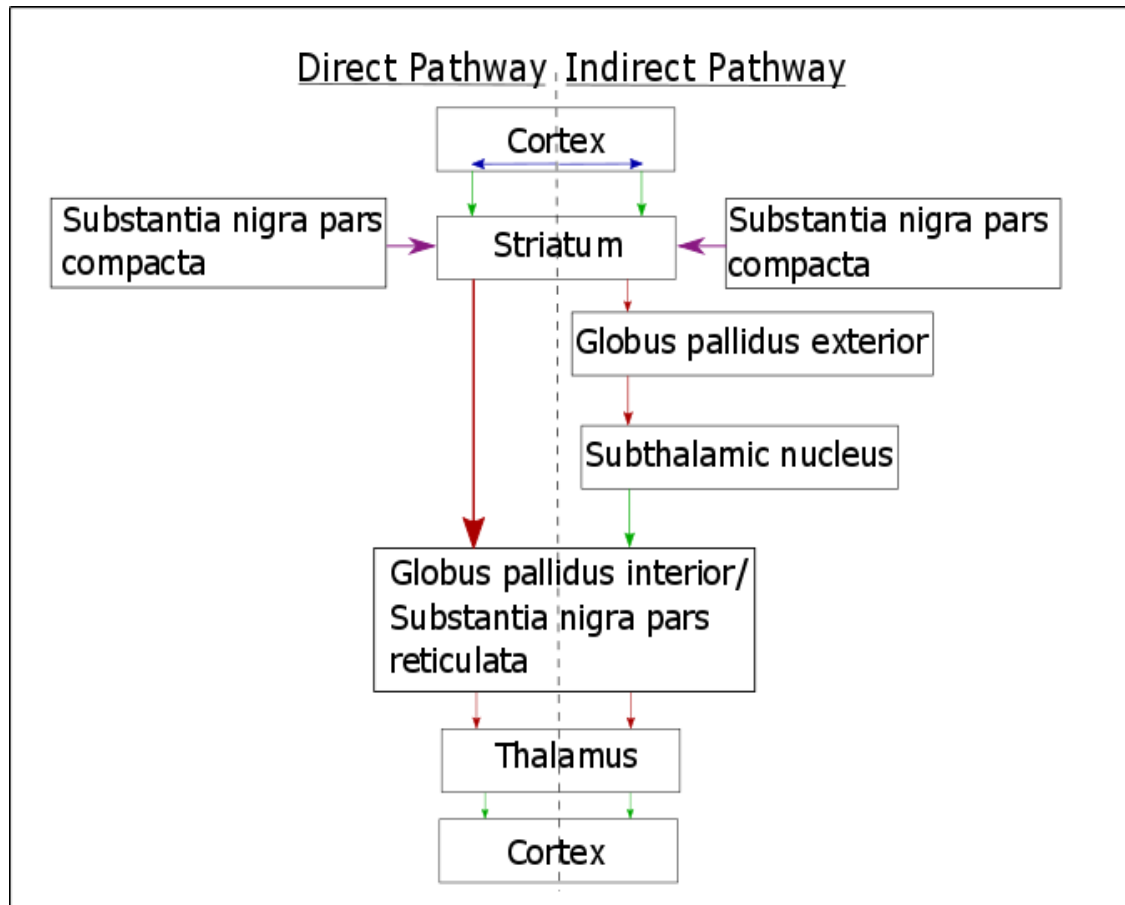 Direct Pathway Indirect Pathway
Cortex
Substantia nigra pars
compacta
Striatum
Substantia nigra pars
compacta
Globus pallidus exterior
Subthalamic nucleus
Globus pallidus interior/
Substantia nigra pars
reticulata
Thalamus
Cortex